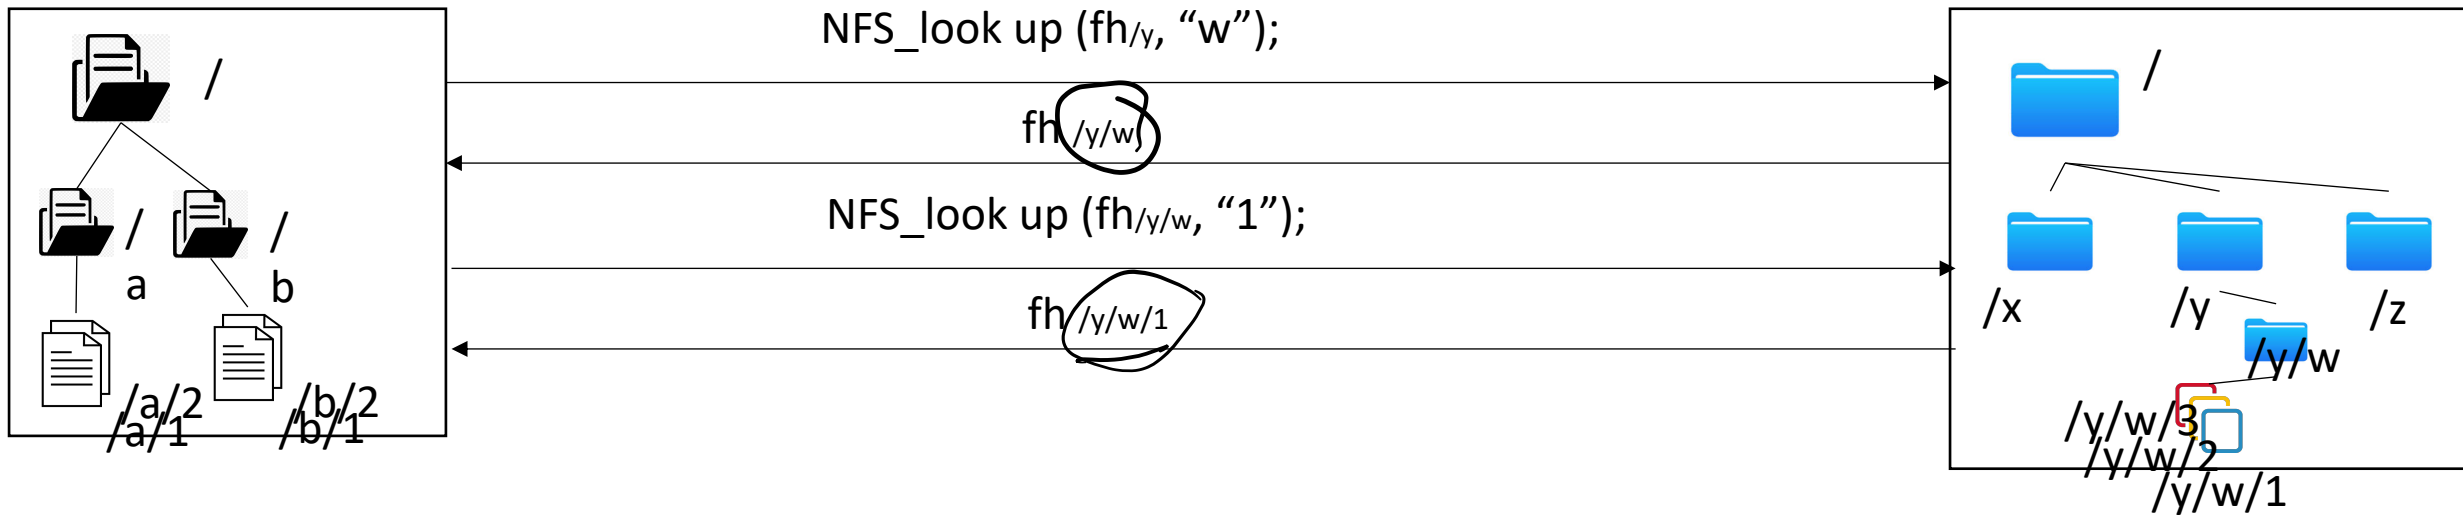 NFS_look up (fh/y, “w”);
fh /y/w
NFS_look up (fh/y/w, “1”);
fh /y/w/1
/
/
a
/
b
/a/2
/a/1
/b/2
/b/1
/
/x
/y
/z
/y/w
/y/w/3
/y/w/2
/y/w/1